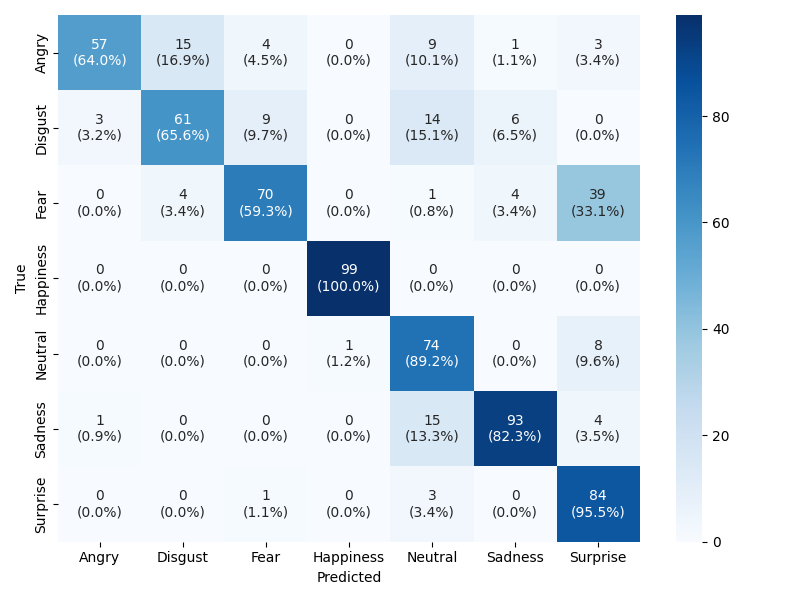 Angry 57 15 4 0 9 1 3
(64.0%) (16.9%) (4.5%) (0.0%) (10.1%) (1.1%) (3.4%)
Disgust 3 61 9 0 14 6 0
(3.2%) (65.6%) (9.7%) (0.0%) (15.1%) (6.5%) (0.0%)
Fear 0 4 70 0 1 4 39
(0.0%) (3.4%) (59.3%) (0.0%) (0.8%) (3.4%) (33.1%)
Happiness 0 0 0 99 0 0 0
(0.0%) (0.0%) (0.0%) (100.0%) (0.0%) (0.0%) (0.0%)
Neutral 0 0 0 1 74 0 8
(0.0%) (0.0%) (0.0%) (1.2%) (89.2%) (0.0%) (9.6%)
Sadness 1 0 0 0 15 93 4
(0.9%) (0.0%) (0.0%) (0.0%) (13.3%) (82.3%) (3.5%)
Surprise 0 0 1 0 3 0 84
(0.0%) (0.0%) (1.1%) (0.0%) (3.4%) (0.0%) (95.5%)
True
Angry Disgust Fear Happiness Neutral Sadness Surprise
Predicted
80
60
40
20
0